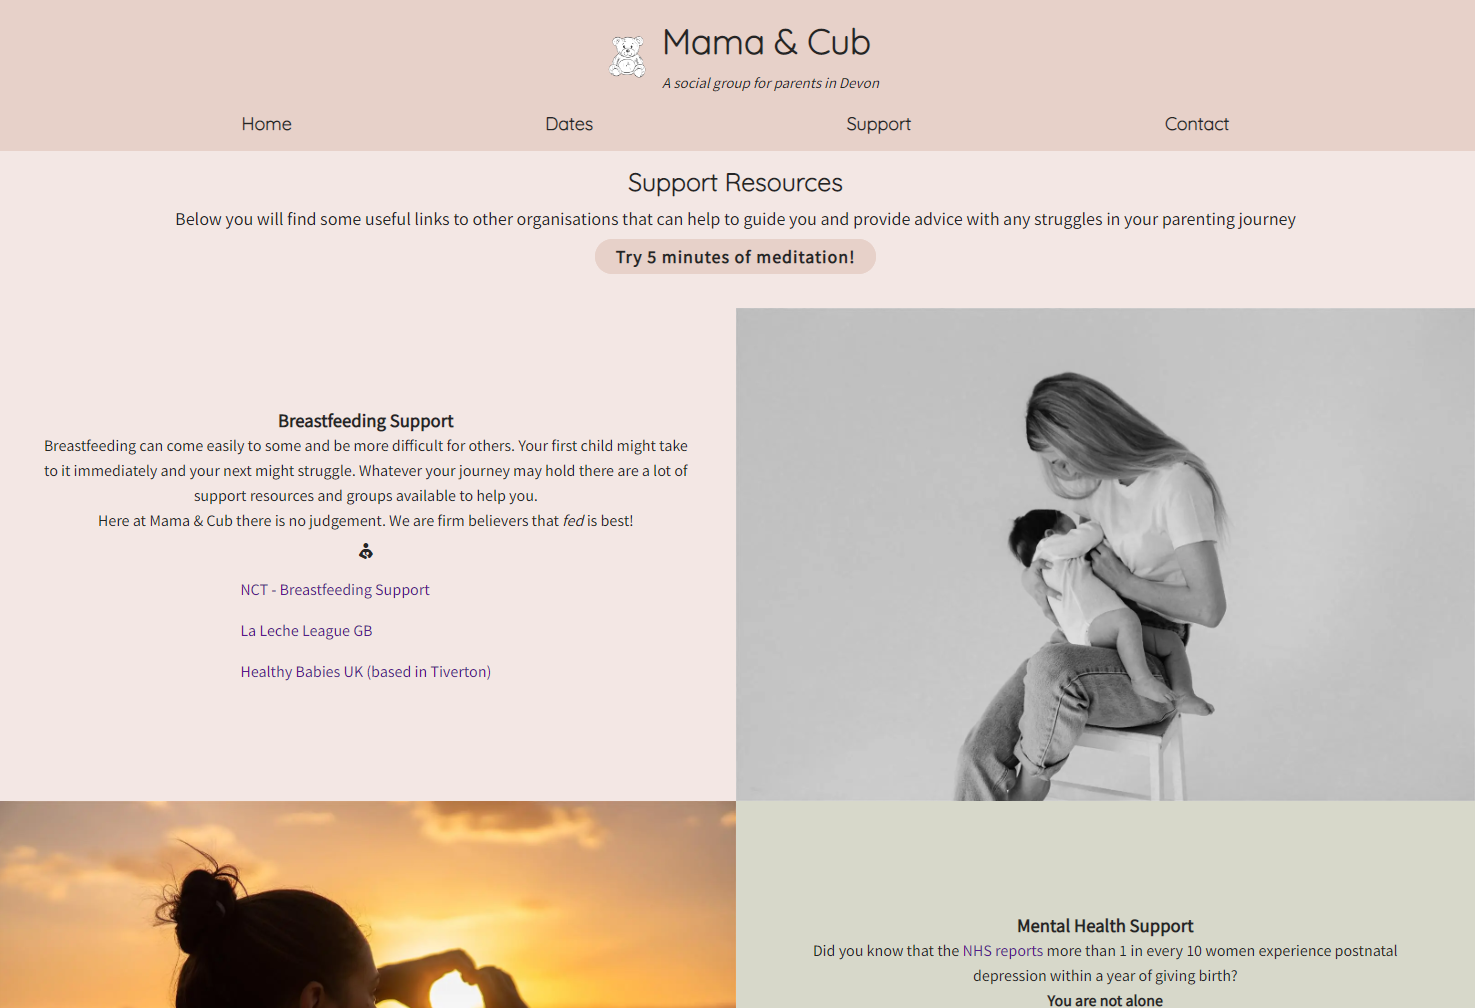 Mama & Cub
A social group for parents in Devon
Home Dates Support Contact
Support Resources
Below you will find some useful links to other organisations that can help to guide you and provide advice with any struggles in your parenting journey
Try 5 minutes of meditation!
Breastfeeding Support
Breastfeeding can come easily to some and be more difficult for others. Your first child might take
to it immediately and your next might struggle. Whatever your journey may hold there are a lot of
support resources and groups available to help you.
Here at Mama & Cub there is no judgement. We are firm believers that fed is best!
NCT - Breastfeeding Support
La Leche League GB
Healthy Babies UK (based in Tiverton)
Mental Health Support
Did you know that the NHS reports more than 1 in every 10 women experience postnatal
depression within a year of giving birth?
You are not alone